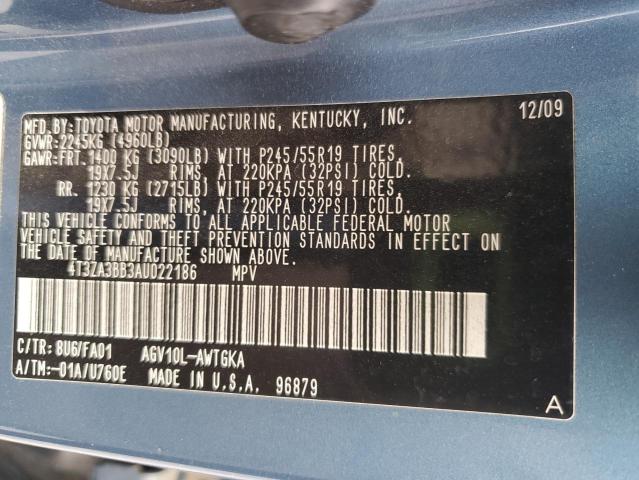 MFD.BY:TOYOTA MOTOR MANUFACTURING, KENTUCKY, INC. 12/09
GVWR:2245KG (4960LB)
GAWR:FRT.1400 KG (3090LB) WITH P245/55R19 TIRES,
19X7.5J RIMS, AT 220KPA (32PSI) COLD.
RR. 1230 KG (2715LB) WITH P245/55R19 TIRES,
19X7.5J RIMS, AT 220KPA (32PSI) COLD.
THIS VEHICLE CONFORMS TO ALL APPLICABLE FEDERAL MOTOR
VEHICLE SAFETY AND THEFT PREVENTION STANDARDS IN EFFECT ON
THE DATE OF MANUFACTURE SHOWN ABOVE.
4T3ZA3BB3AU022186 MPV
C/TR: 8U6/FA01 AGV10L-AWTGKA
A/TM:-01A/U760E MADE IN U.S.A. 96879
A